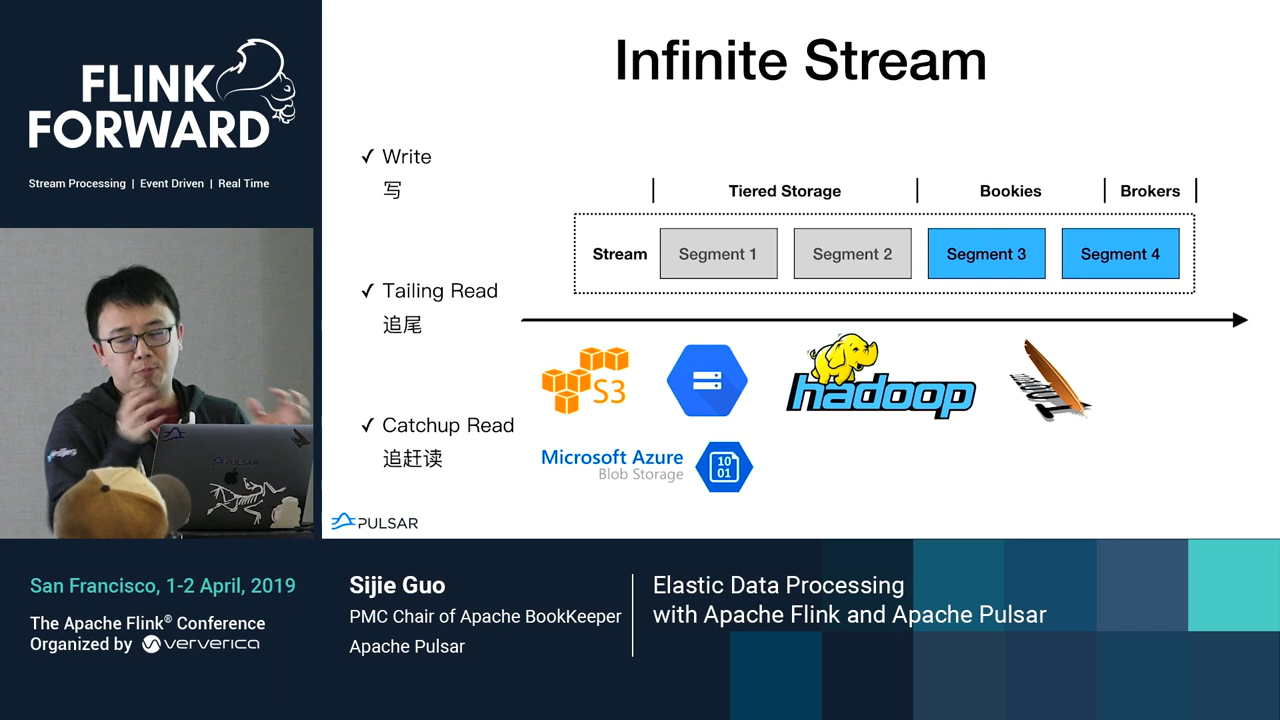 FLINK
FORWARD
Stream Processing | Event Driven | Real Time
Infinite Stream
✓ Write
写
✓ Tailing Read
追尾
✓ Catchup Read
追赶读
Tiered Storage
Bookies
Brokers
Stream
Segment 1
Segment 2
Segment 3
Segment 4
S3
hadoop
Microsoft Azure
Blob Storage
10
01
PULSAR
PULSAR
San Francisco, 1-2 April, 2019
The Apache Flink® Conference
Organized by ververica
Sijie Guo
PMC Chair of Apache BookKeeper
Apache Pulsar
Elastic Data Processing
with Apache Flink and Apache Pulsar